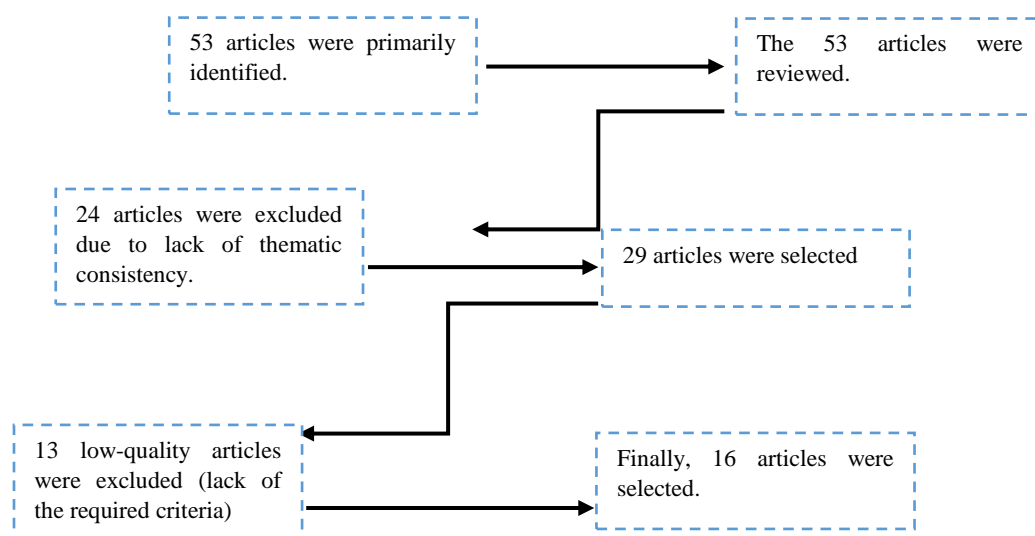 53 articles were primarily
identified.
The 53 articles were
reviewed.
24 articles were excluded
due to lack of thematic
consistency.
29 articles were selected
13 low-quality articles
were excluded (lack of
the required criteria)
Finally, 16 articles were
selected.